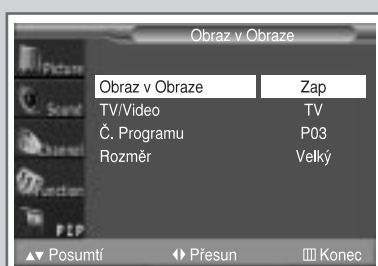 Obraz v Obraze
Picture
Obraz v Obraze Zap
Sound
TV/Video TV
Č. Programu P03
Channel
Rozměr Velký
Function
PIP
▲▼ Posumtí ◀▶ Přesun Konec